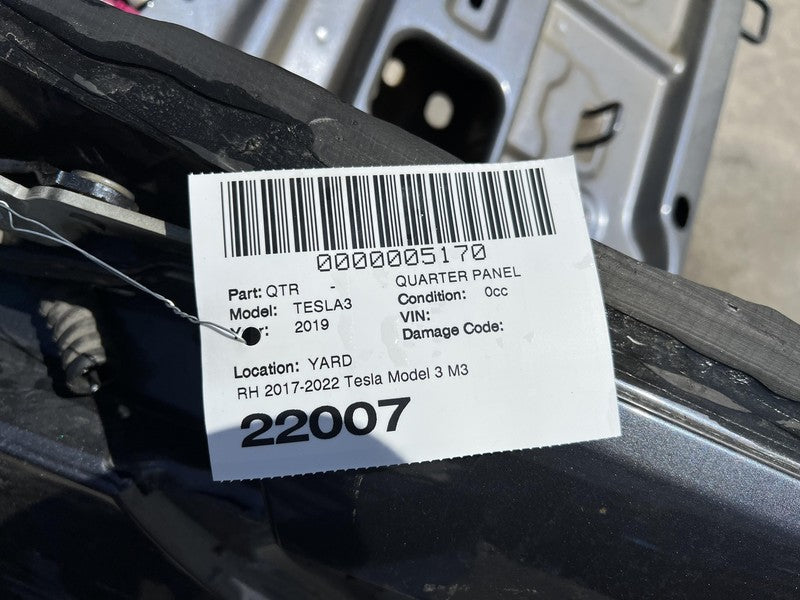 0000005170
Part: QTR - QUARTER PANEL
Model: TESLA3 Condition: 0cc
2019 VIN:
Damage Code:
Location: YARD
RH 2017-2022 Tesla Model 3 M3
22007